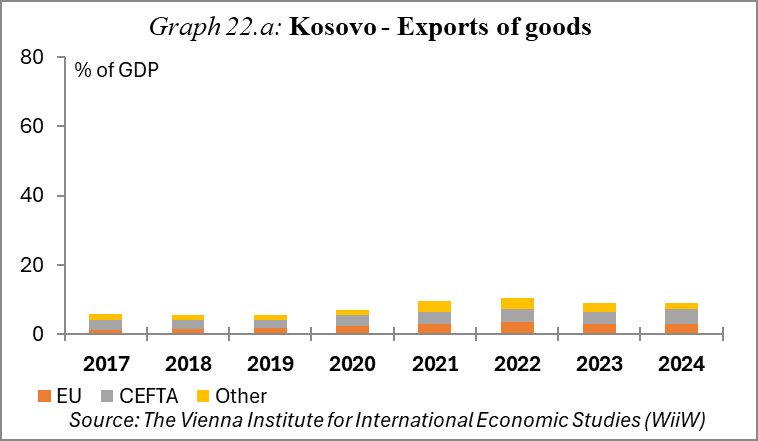 Graph 22.a: Kosovo - Exports of goods
80
% of GDP
60
40
20
0
2017 2018 2019 2020 2021 2022 2023 2024
EU CEFTA Other
Source: The Vienna Institute for International Economic Studies (WiiW)